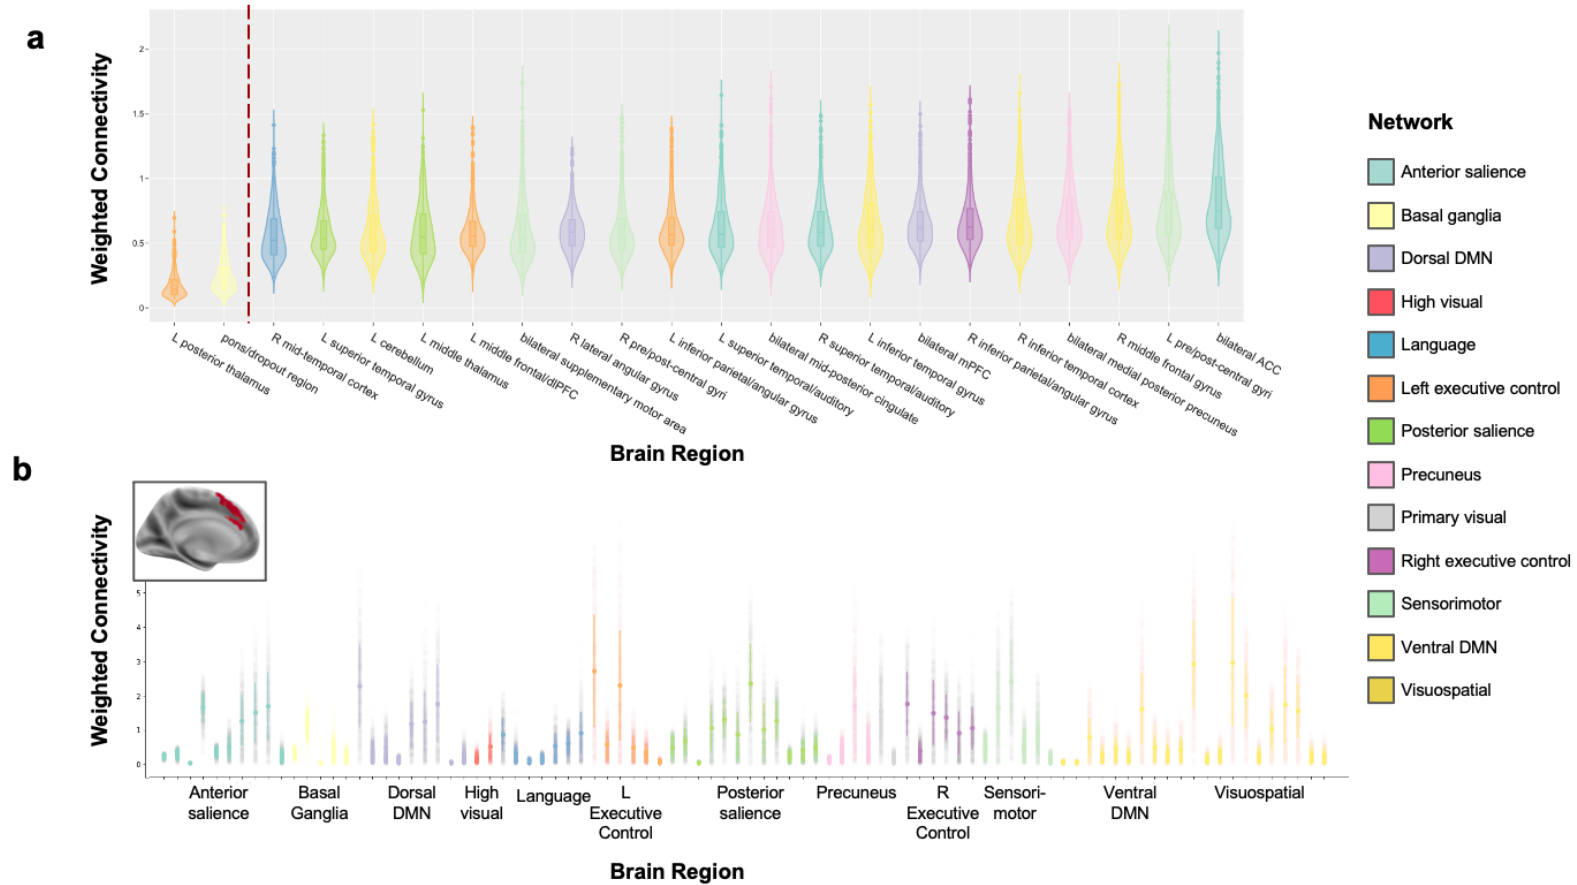 a
Weighted Connectivity
2
1.5
1
0.5
0
L posterior thalamus
pons/dropout region
R mid-temporal cortex
L superior temporal gyrus
L cerebellum
L middle thalamus
L middle frontal/dlPFC
bilateral supplementary motor area
R lateral angular gyrus
R pre/post-central gyri
L inferior parietal/angular gyrus
L superior temporal/auditory
bilateral mid-posterior cingulate
R superior temporal/auditory
L inferior temporal gyrus
bilateral mPFC
R inferior parietal/angular gyrus
R inferior temporal cortex
bilateral medial posterior precuneus
R middle frontal gyrus
L pre/post-central gyri
bilateral ACC
Brain Region
Network
Anterior salience
Basal ganglia
Dorsal DMN
High visual
Language
Left executive control
Posterior salience
Precuneus
Primary visual
Right executive control
Sensorimotor
Ventral DMN
Visuospatial
b
Weighted Connectivity
5
4
3
2
1
0
Anterior
salience
Basal
Ganglia
Dorsal
DMN
High
visual
Language
L
Executive
Control
Posterior
salience
Precuneus
R
Executive
Control
Sensori-
motor
Ventral
DMN
Visuospatial
Brain Region